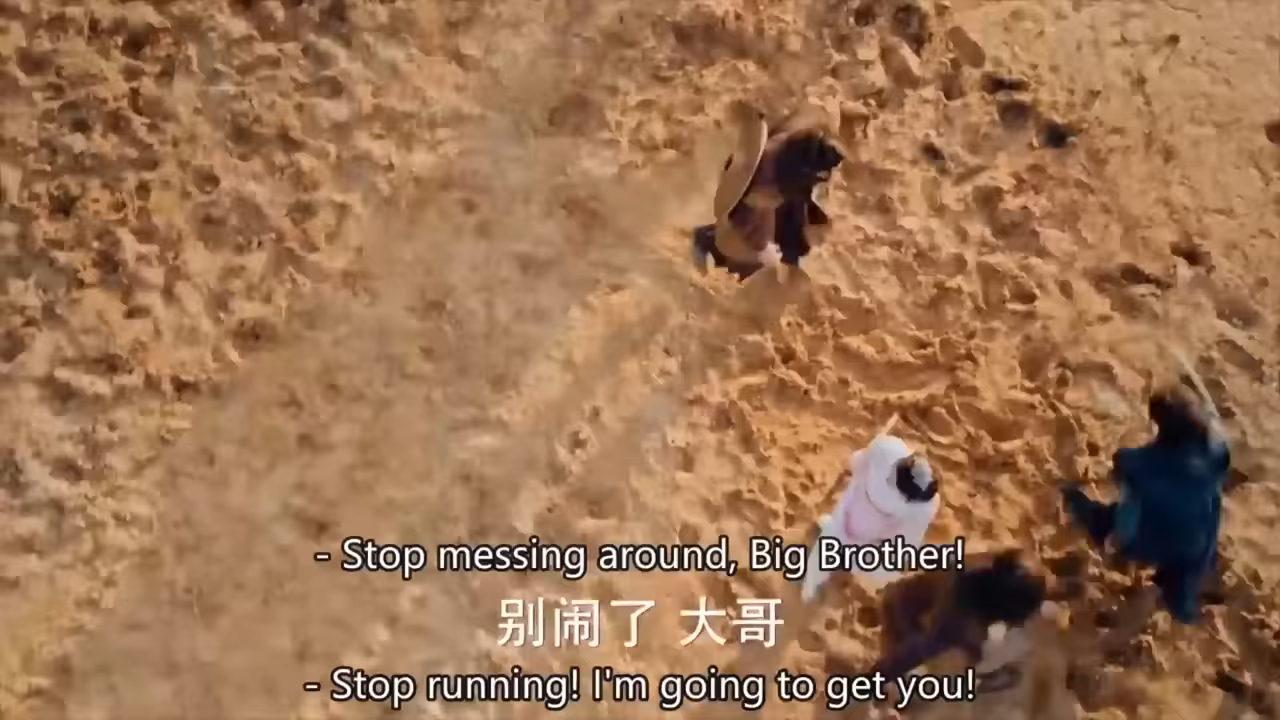 - Stop messing around, Big Brother!
别闹了 大哥
- Stop running! I'm going to get you!